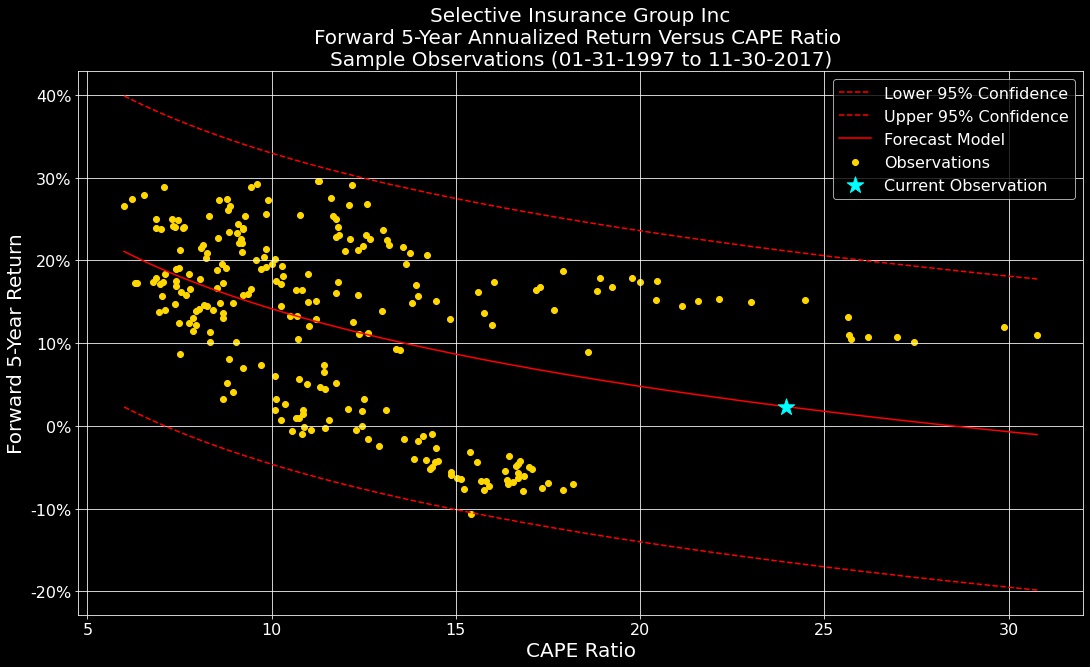 Selective Insurance Group Inc
Forward 5-Year Annualized Return Versus CAPE Ratio
Sample Observations (01-31-1997 to 11-30-2017)
Lower 95% Confidence
Upper 95% Confidence
Forecast Model
Observations
Current Observation
Forward 5-Year Return
40%
30%
20%
10%
0%
-10%
-20%
5 10 15 20 25 30
CAPE Ratio